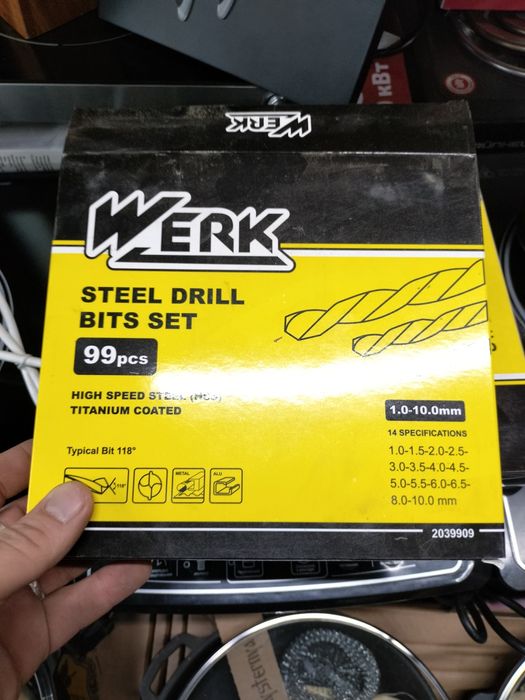 кВт
WERK
WERK
STEEL DRILL
BITS SET
99pcs
HIGH SPEED STEEL (HSS)
TITANIUM COATED
1.0-10.0mm
14 SPECIFICATIONS
Typical Bit 118°
1.0-1.5-2.0-2.5-
3.0-3.5-4.0-4.5-
5.0-5.5-6.0-6.5-
8.0-10.0 mm
118°
METAL
ALU
2039909